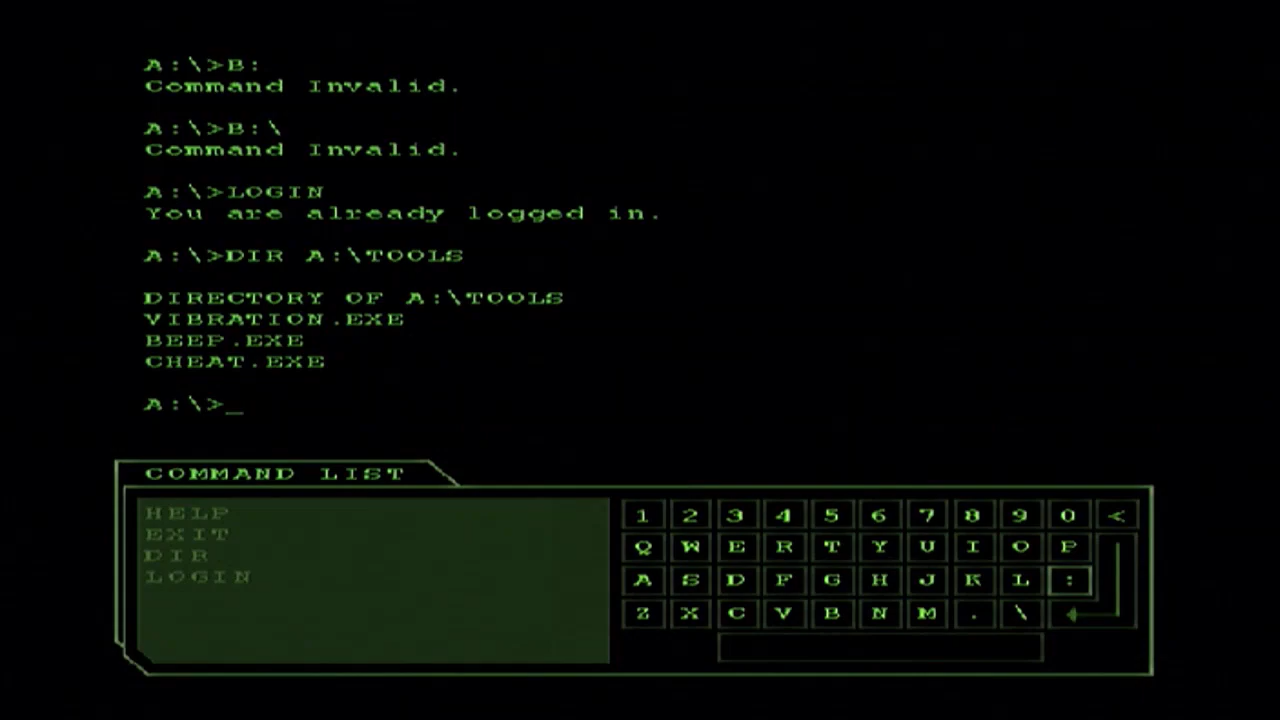 A:\>B:
Command Invalid.
A:\>B:\
Command Invalid.
A:\>LOGIN
You are already logged in.
A:\>DIR A:\TOOLS
DIRECTORY OF A:\TOOLS
VIBRATION.EXE
BEEP.EXE
CHEAT.EXE
A:\>_
COMMAND LIST
HELP
EXIT
DIR
LOGIN
1 2 3 4 5 6 7 8 9 0 <
Q W E R T Y U I O P
A S D F G H J K L :
Z X C V B N M . \